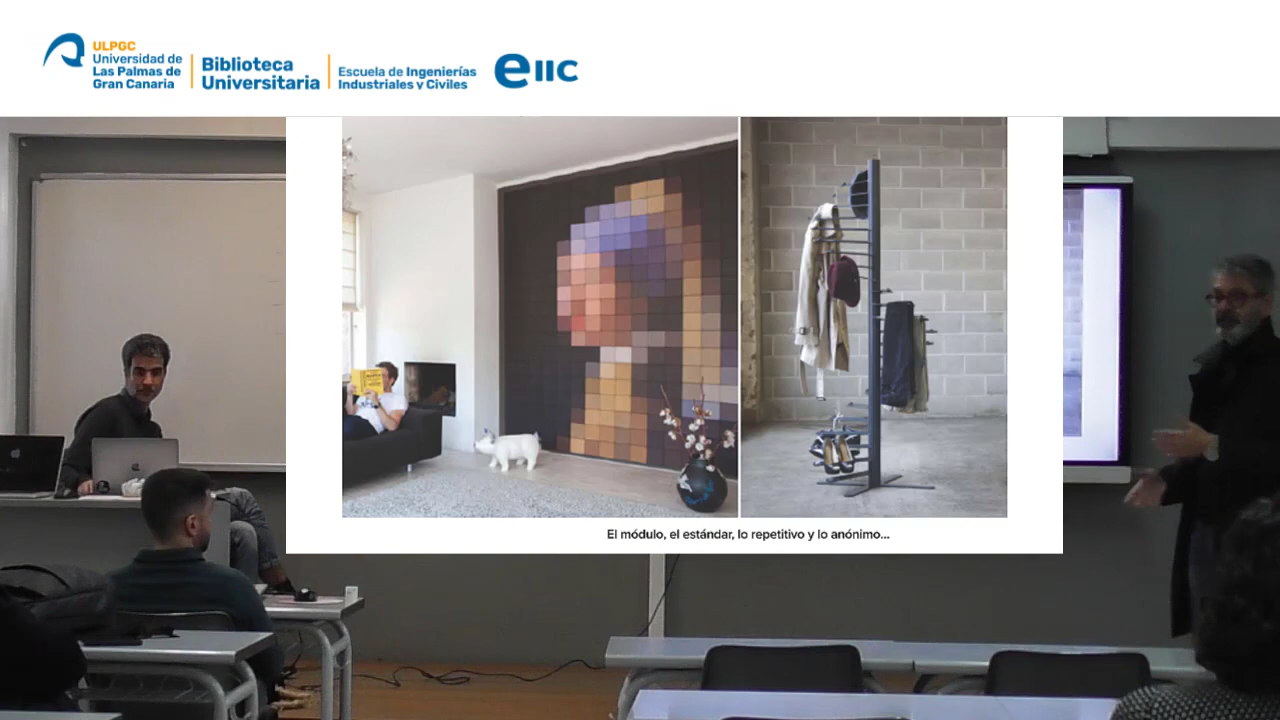 ULPGC
Universidad de
Las Palmas de
Gran Canaria
Biblioteca
Universitaria
Escuela de Ingenierías
Industriales y Civiles
eiic
El módulo, el estándar, lo repetitivo y lo anónimo...